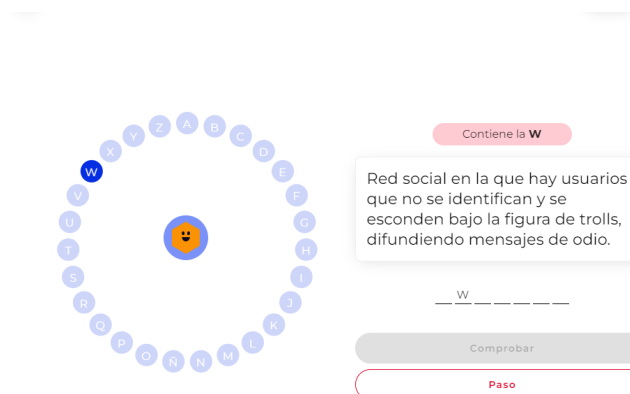 A
B
C
D
E
F
G
H
I
J
K
L
M
N
Ñ
O
P
Q
R
S
T
U
V
W
X
Y
Z
Contiene la W
Red social en la que hay usuarios
que no se identifican y se
esconden bajo la figura de trolls,
difundiendo mensajes de odio.
_ W _ _ _ _ _
Comprobar
Paso